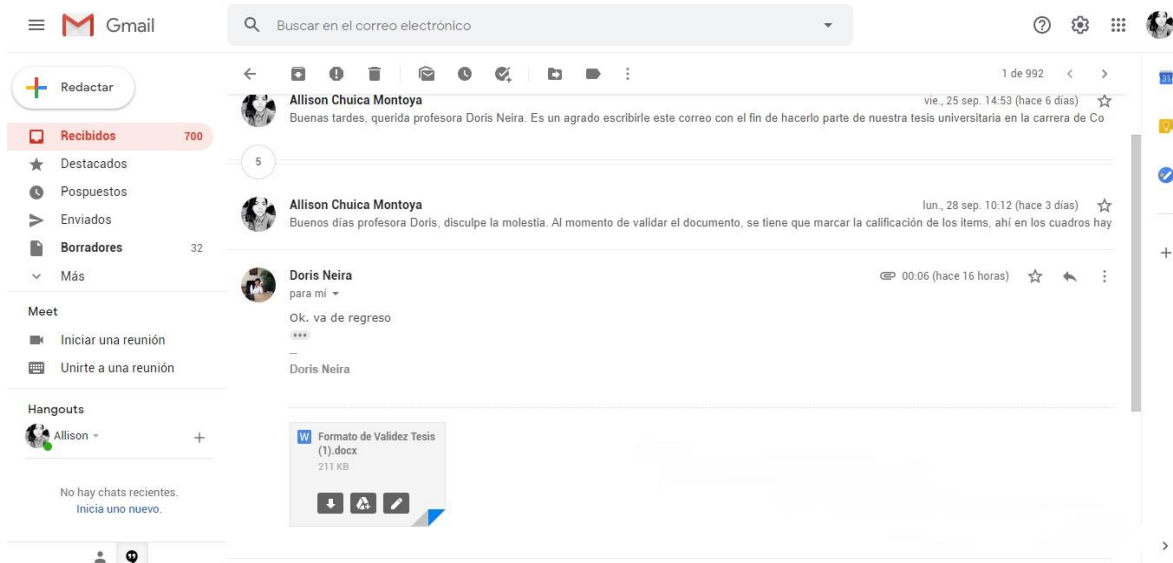 Gmail
Buscar en el correo electrónico
Redactar
1 de 992
Recibidos 700
Destacados
Pospuestos
Enviados
Borradores 32
Más
Meet
Iniciar una reunión
Unirte a una reunión
Hangouts
Allison
No hay chats recientes.
Inicia uno nuevo.
Allison Chuica Montoya vie., 25 sep. 14:53 (hace 6 días)
Buenas tardes, querida profesora Doris Neira. Es un agrado escribirle este correo con el fin de hacerlo parte de nuestra tesis universitaria en la carrera de Co
5
Allison Chuica Montoya lun., 28 sep. 10:12 (hace 3 días)
Buenos días profesora Doris, disculpe la molestia. Al momento de validar el documento, se tiene que marcar la calificación de los items, ahí en los cuadros hay
Doris Neira 00:06 (hace 16 horas)
para mí
Ok. va de regreso
--
Doris Neira
W Formato de Validez Tesis
(1).docx
211 KB
31